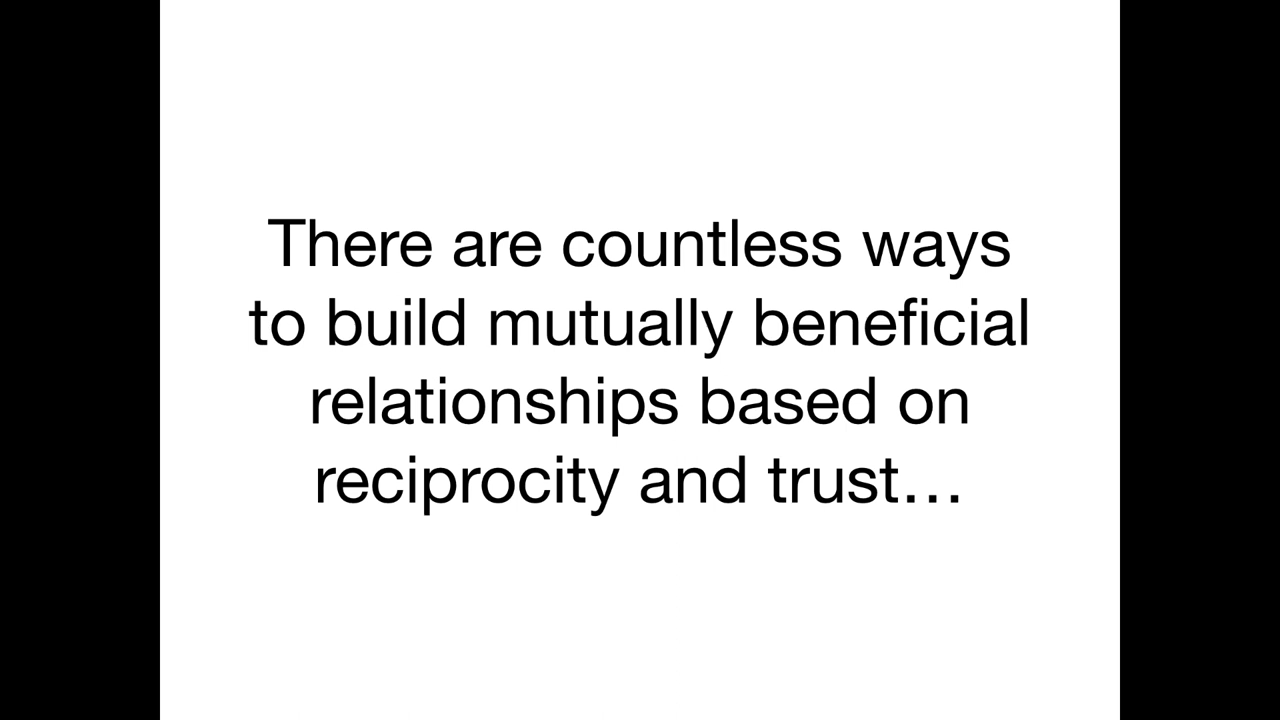 There are countless ways
to build mutually beneficial
relationships based on
reciprocity and trust…